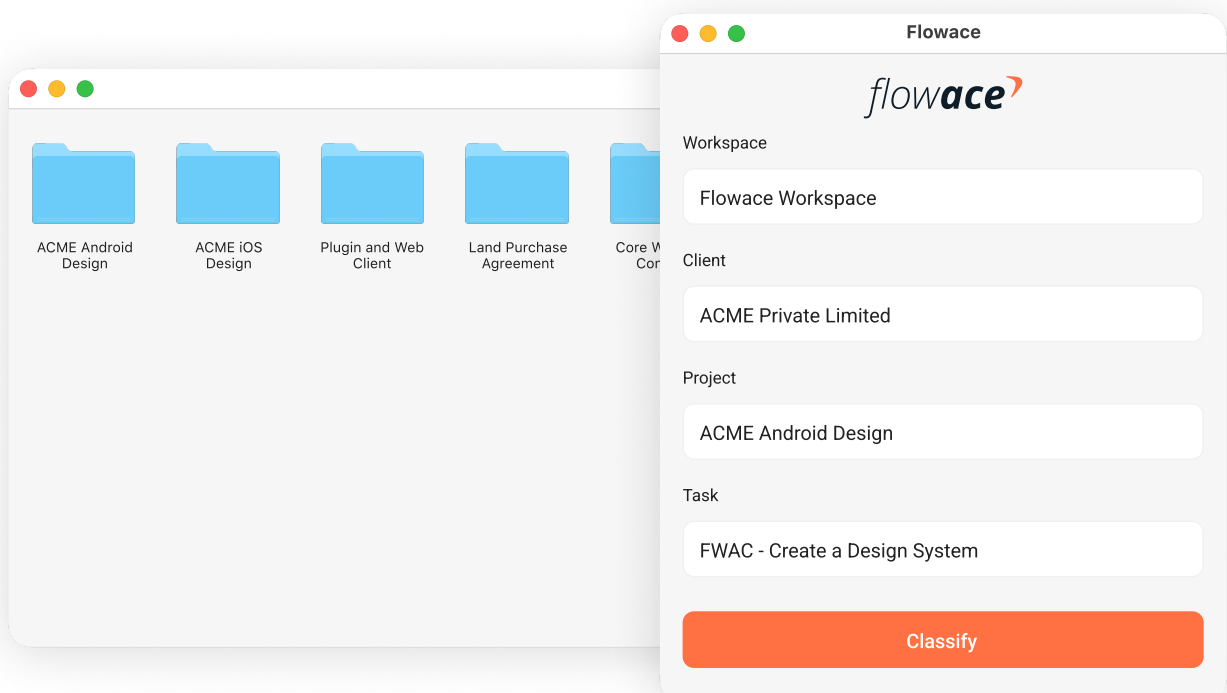 ACME Android
Design
ACME iOS
Design
Plugin and Web
Client
Land Purchase
Agreement
Core
Flowace
flowace
Workspace
Flowace Workspace
Client
ACME Private Limited
Project
ACME Android Design
Task
FWAC - Create a Design System
Classify